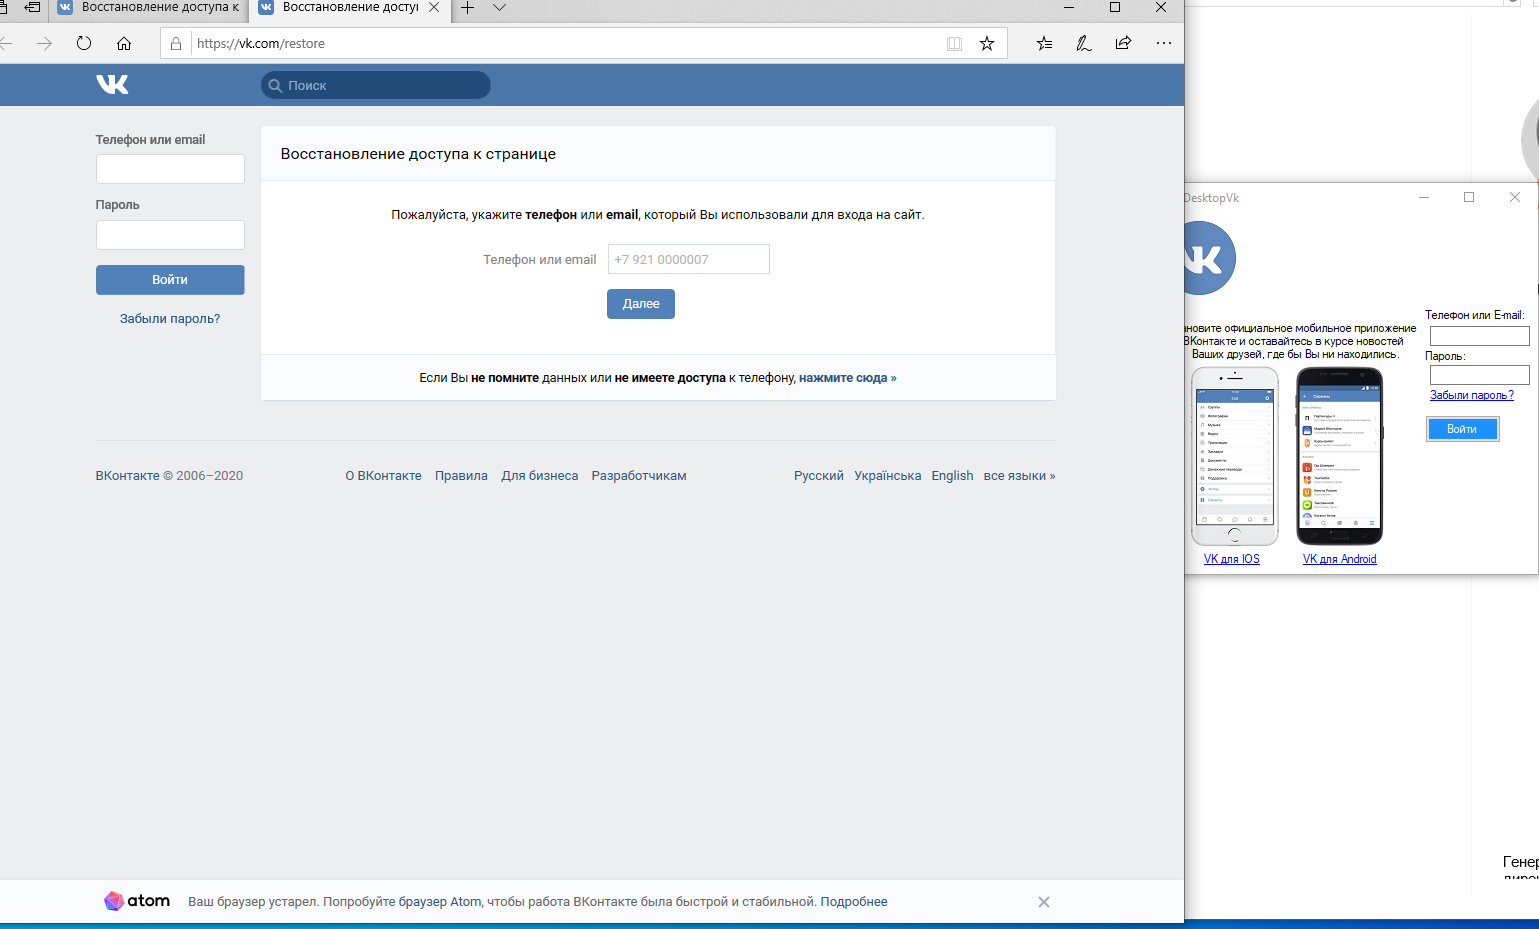 Восстановление доступа к
Восстановление досту
https://vk.com/restore
Поиск
Телефон или email
Пароль
Войти
Забыли пароль?
Восстановление доступа к странице
Пожалуйста, укажите телефон или email, который Вы использовали для входа на сайт.
Телефон или email
+7 921 0000007
Далее
Если Вы не помните данных или не имеете доступа к телефону, нажмите сюда »
ВКонтакте © 2006–2020
О ВКонтакте Правила Для бизнеса Разработчикам
Русский Українська English все языки »
atom
Ваш браузер устарел. Попробуйте браузер Atom, чтобы работа ВКонтакте была быстрой и стабильной. Подробнее
DesktopVk
ановите официальное мобильное приложение
ВКонтакте и оставайтесь в курсе новостей
Ваших друзей, где бы Вы ни находились.
Телефон или E-mail:
Пароль:
Забыли пароль?
Войти
VK для IOS
VK для Android
Генер